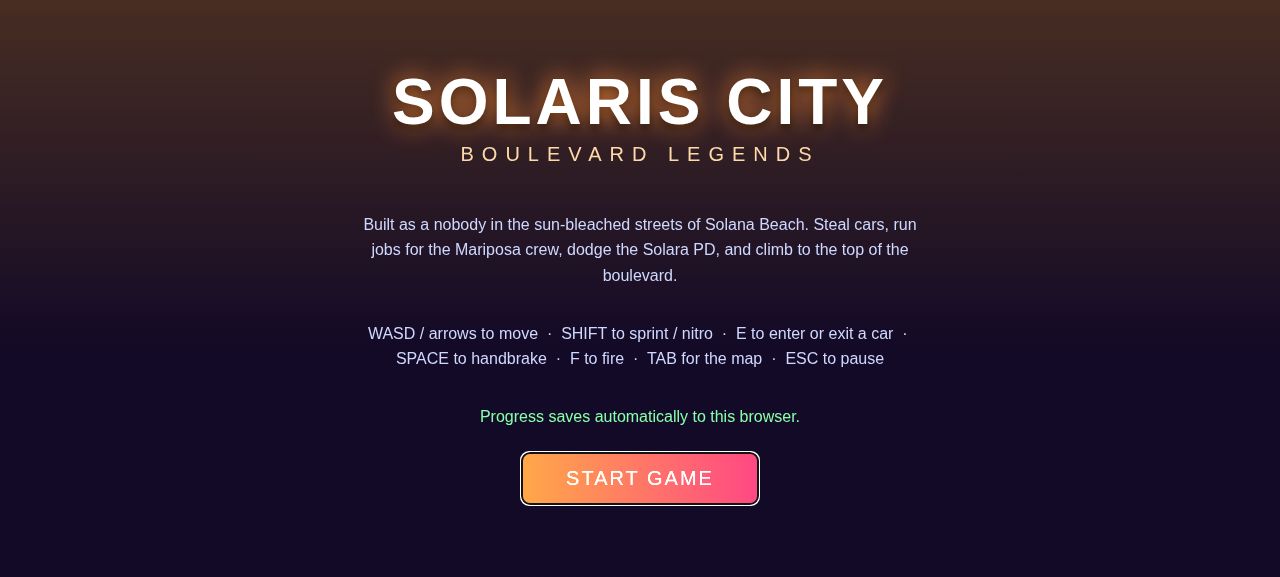 SOLARIS CITY
BOULEVARD LEGENDS
Built as a nobody in the sun-bleached streets of Solana Beach. Steal cars, run
jobs for the Mariposa crew, dodge the Solara PD, and climb to the top of the
boulevard.
WASD / arrows to move · SHIFT to sprint / nitro · E to enter or exit a car ·
SPACE to handbrake · F to fire · TAB for the map · ESC to pause
Progress saves automatically to this browser.
START GAME